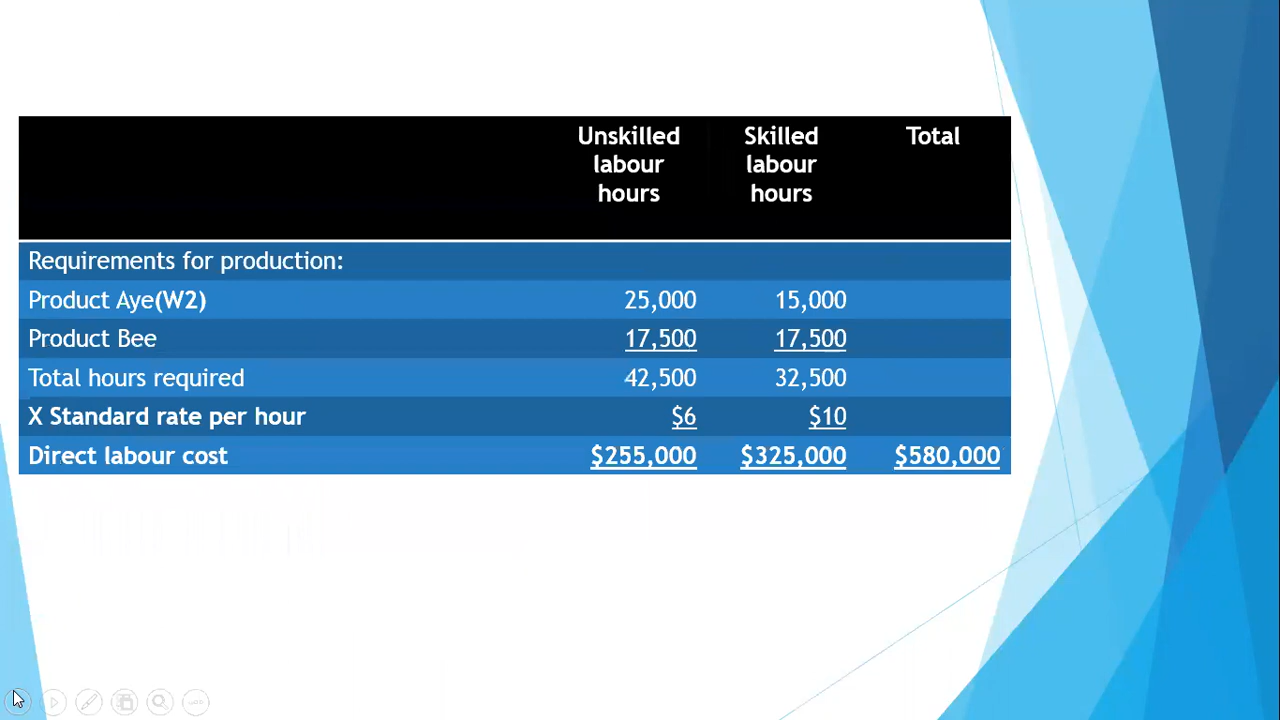 Unskilled labour hours Skilled labour hours Total
Requirements for production:
Product Aye(W2) 25,000 15,000
Product Bee 17,500 17,500
Total hours required 42,500 32,500
X Standard rate per hour $6 $10
Direct labour cost $255,000 $325,000 $580,000